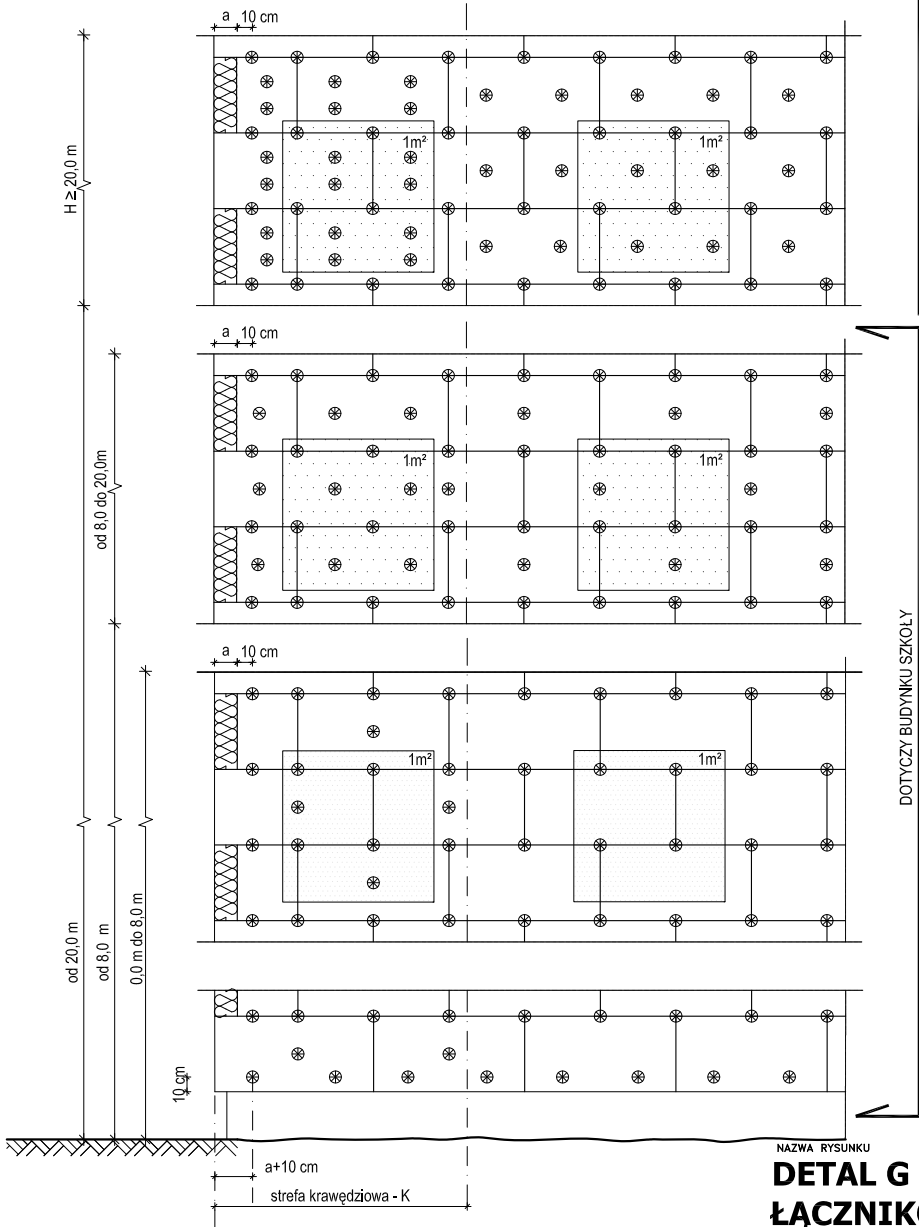 a 10 cm
1m²
1m²
H ≥ 20,0 m
a 10 cm
1m²
1m²
od 8,0 do 20,0m
a 10 cm
1m²
1m²
od 20,0 m
od 8,0 m
0,0 m do 8,0 m
DOTYCZY BUDYNKU SZKOŁY
10 cm
a+10 cm
strefa krawędziowa - K
NAZWA RYSUNKU
DETAL G